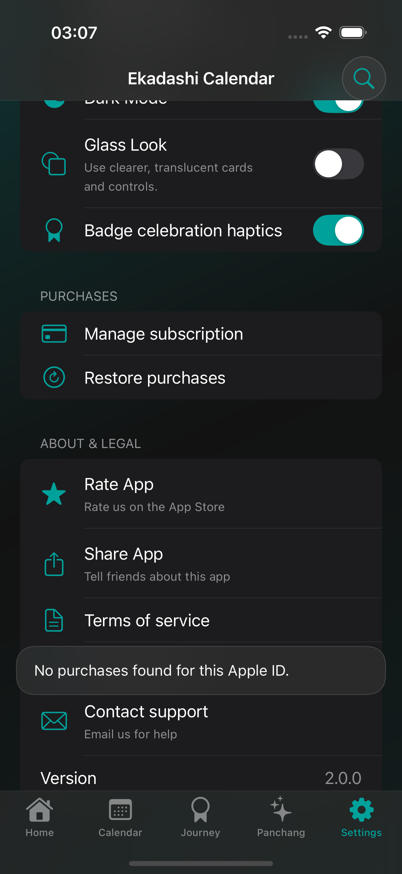 03:07
Ekadashi Calendar
Dark Mode
Glass Look
Use clearer, translucent cards
and controls.
Badge celebration haptics
PURCHASES
Manage subscription
Restore purchases
ABOUT & LEGAL
Rate App
Rate us on the App Store
Share App
Tell friends about this app
Terms of service
No purchases found for this Apple ID.
Contact support
Email us for help
Version 2.0.0
Home Calendar Journey Panchang Settings